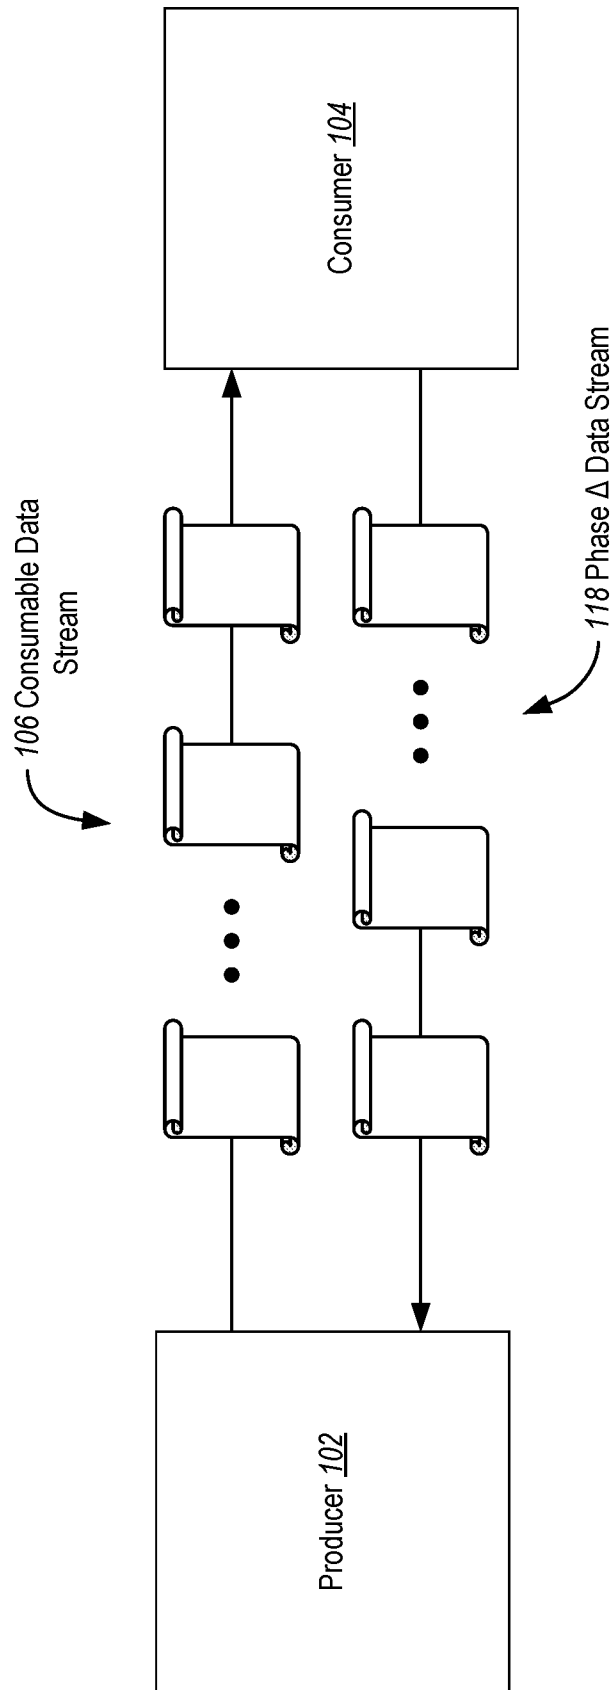 106 Consumable Data
Stream
Producer 102
Consumer 104
118 Phase Δ Data Stream